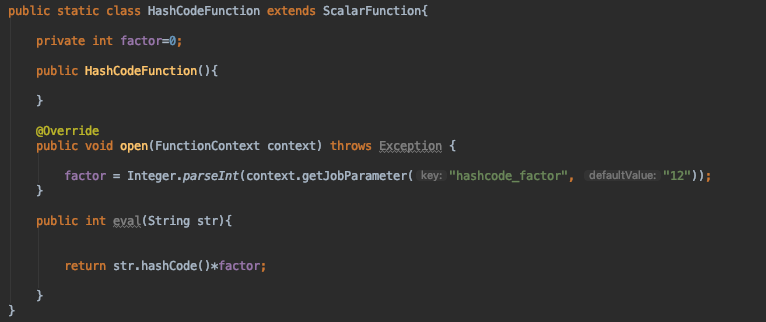 public static class HashCodeFunction extends ScalarFunction{
private int factor=0;
public HashCodeFunction(){
}
@Override
public void open(FunctionContext context) throws Exception {
factor = Integer.parseInt(context.getJobParameter( key: "hashcode_factor", defaultValue: "12"));
}
public int eval(String str){
return str.hashCode()*factor;
}
}